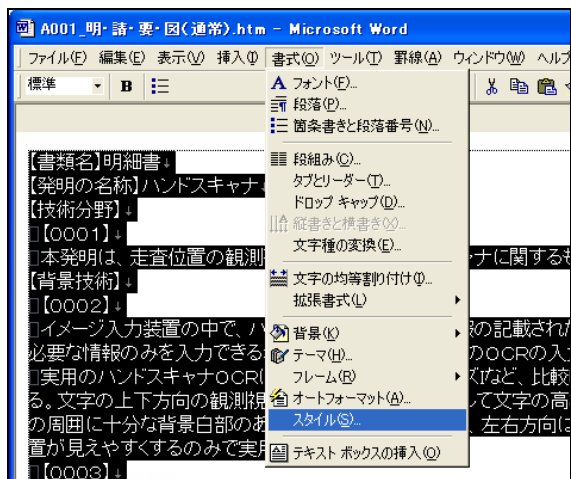 A001_明・請・要・図(通常).htm - Microsoft Word
ファイル(F) 編集(E) 表示(V) 挿入(I) 書式(O) ツール(T) 罫線(A) ウィンドウ(W) ヘルプ
標準 B
フォント(F)...
段落(P)...
箇条書きと段落番号(N)...
段組み(C)...
タブとリーダー(T)...
ドロップ キャップ(D)...
縦書きと横書き(X)...
文字種の変換(E)...
文字の均等割り付け(I)...
拡張書式(L)
背景(K)
テーマ(H)...
フレーム(R)
オートフォーマット(A)...
スタイル(S)...
テキスト ボックスの挿入(O)
【書類名】明細書↓
【発明の名称】ハンドスキャナ
【技術分野】↓
【0001】↓
本発明は、走査位置の観測 ャナに関するも
【背景技術】↓
【0002】↓
イメージ入力装置の中で、ハ 報の記載され
必要な情報のみを入力できる のOCRの入
実用のハンドスキャナOCR( など、比較
る。文字の上下方向の観測視 して文字の高
の周囲に十分な背景白部のあ 、左右方向に
置が見えやすくするのみで実用
【0003】↓